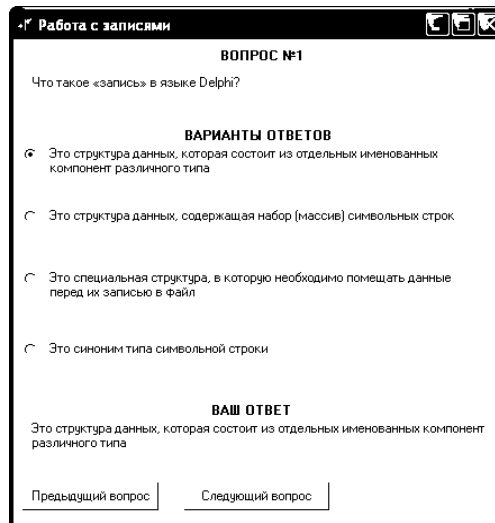 Работа с записями
ВОПРОС №1
Что такое «запись» в языке Delphi?
ВАРИАНТЫ ОТВЕТОВ
Это структура данных, которая состоит из отдельных именованных
компонент различного типа
Это структура данных, содержащая набор (массив) символьных строк
Это специальная структура, в которую необходимо помещать данные
перед их записью в файл
Это синоним типа символьной строки
ВАШ ОТВЕТ
Это структура данных, которая состоит из отдельных именованных компонент
различного типа
Предыдущий вопрос Следующий вопрос